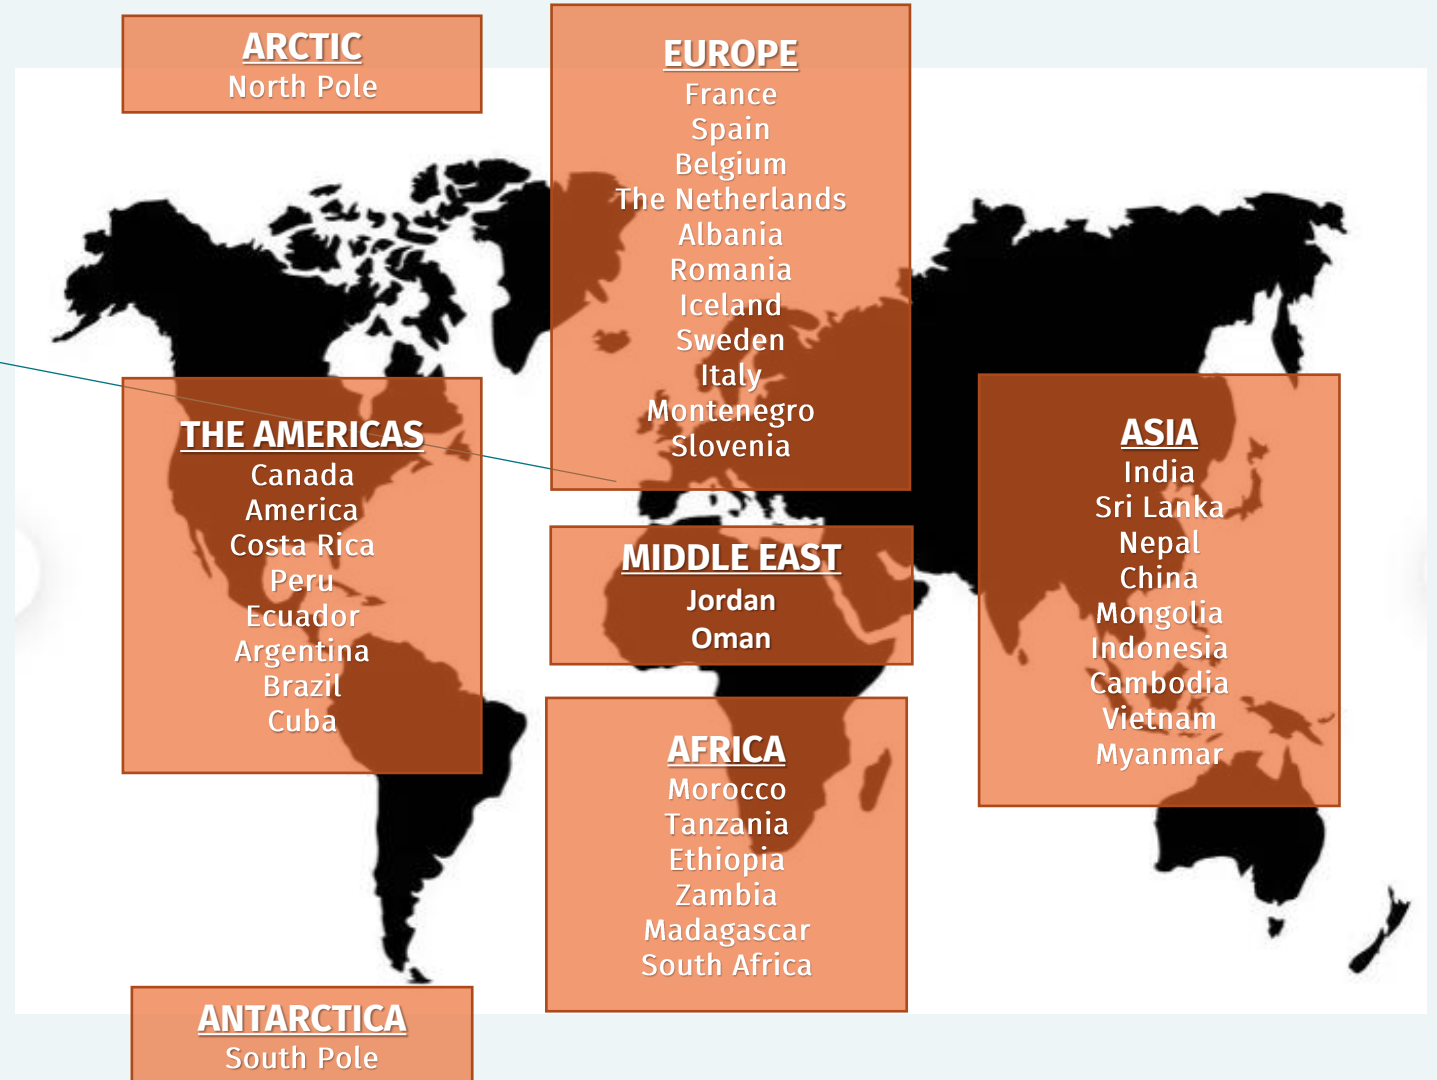 ARCTIC
North Pole
EUROPE
France
Spain
Belgium
The Netherlands
Albania
Romania
Iceland
Sweden
Italy
Montenegro
Slovenia
THE AMERICAS
Canada
America
Costa Rica
Peru
Ecuador
Argentina
Brazil
Cuba
ASIA
India
Sri Lanka
Nepal
China
Mongolia
Indonesia
Cambodia
Vietnam
Myanmar
MIDDLE EAST
Jordan
Oman
AFRICA
Morocco
Tanzania
Ethiopia
Zambia
Madagascar
South Africa
ANTARCTICA
South Pole